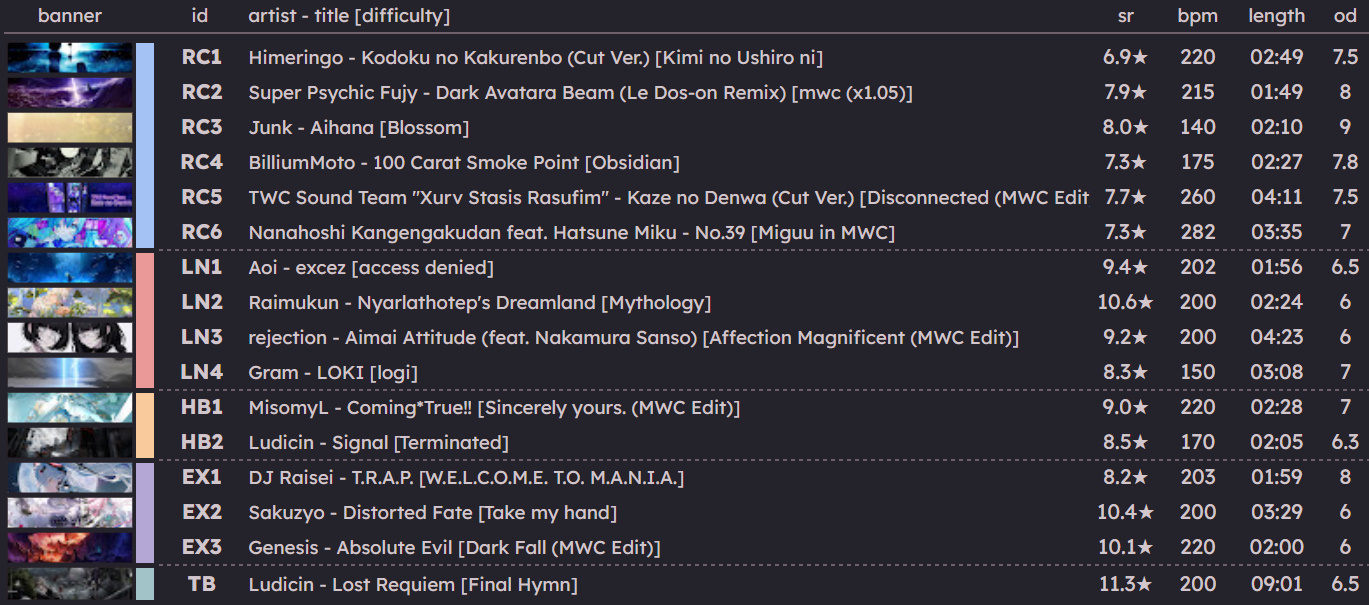 banner id artist - title [difficulty] sr bpm length od
RC1 Himeringo - Kodoku no Kakurenbo (Cut Ver.) [Kimi no Ushiro ni] 6.9★ 220 02:49 7.5
RC2 Super Psychic Fujy - Dark Avatara Beam (Le Dos-on Remix) [mwc (x1.05)] 7.9★ 215 01:49 8
RC3 Junk - Aihana [Blossom] 8.0★ 140 02:10 9
RC4 BilliumMoto - 100 Carat Smoke Point [Obsidian] 7.3★ 175 02:27 7.8
RC5 TWC Sound Team "Xurv Stasis Rasufim" - Kaze no Denwa (Cut Ver.) [Disconnected (MWC Edit 7.7★ 260 04:11 7.5
RC6 Nanahoshi Kangengakudan feat. Hatsune Miku - No.39 [Miguu in MWC] 7.3★ 282 03:35 7
LN1 Aoi - excez [access denied] 9.4★ 202 01:56 6.5
LN2 Raimukun - Nyarlathotep's Dreamland [Mythology] 10.6★ 200 02:24 6
LN3 rejection - Aimai Attitude (feat. Nakamura Sanso) [Affection Magnificent (MWC Edit)] 9.2★ 200 04:23 6
LN4 Gram - LOKI [logi] 8.3★ 150 03:08 7
HB1 MisomyL - Coming*True!! [Sincerely yours. (MWC Edit)] 9.0★ 220 02:28 7
HB2 Ludicin - Signal [Terminated] 8.5★ 170 02:05 6.3
EX1 DJ Raisei - T.R.A.P. [W.E.L.C.O.M.E. T.O. M.A.N.I.A.] 8.2★ 203 01:59 8
EX2 Sakuzyo - Distorted Fate [Take my hand] 10.4★ 200 03:29 6
EX3 Genesis - Absolute Evil [Dark Fall (MWC Edit)] 10.1★ 220 02:00 6
TB Ludicin - Lost Requiem [Final Hymn] 11.3★ 200 09:01 6.5